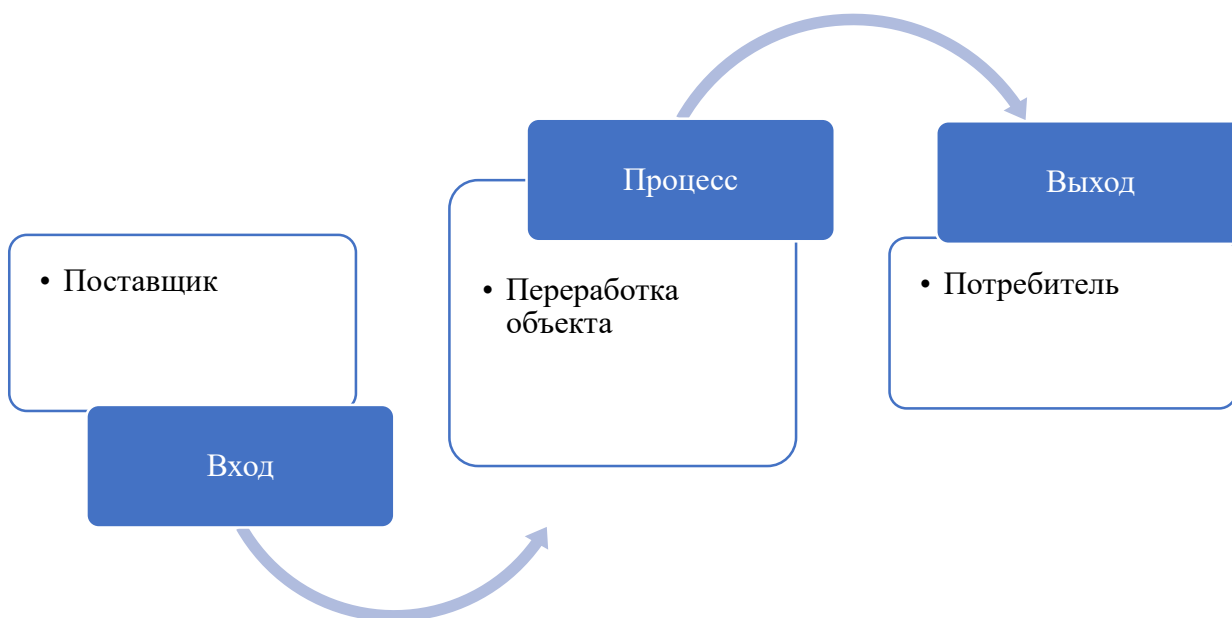 • Поставщик
Вход
Процесс
• Переработка
объекта
Выход
• Потребитель